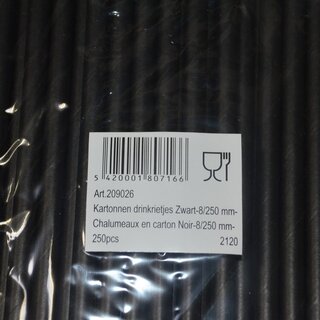 5 420001 807166
Art.209026
Kartonnen drinkrietjes Zwart-8/250 mm-
Chalumeaux en carton Noir-8/250 mm-
250pcs 2120